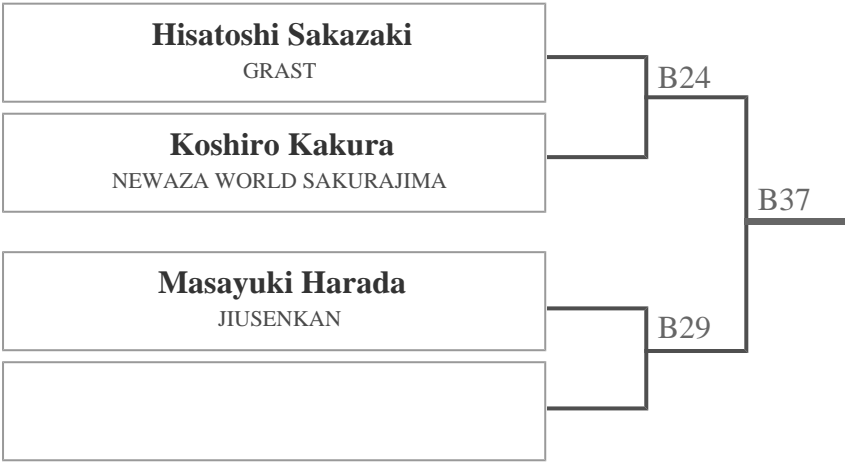 Hisatoshi Sakazaki
GRAST
B24
Koshiro Kakura
NEWAZA WORLD SAKURAJIMA
B37
Masayuki Harada
JIUSENKAN
B29